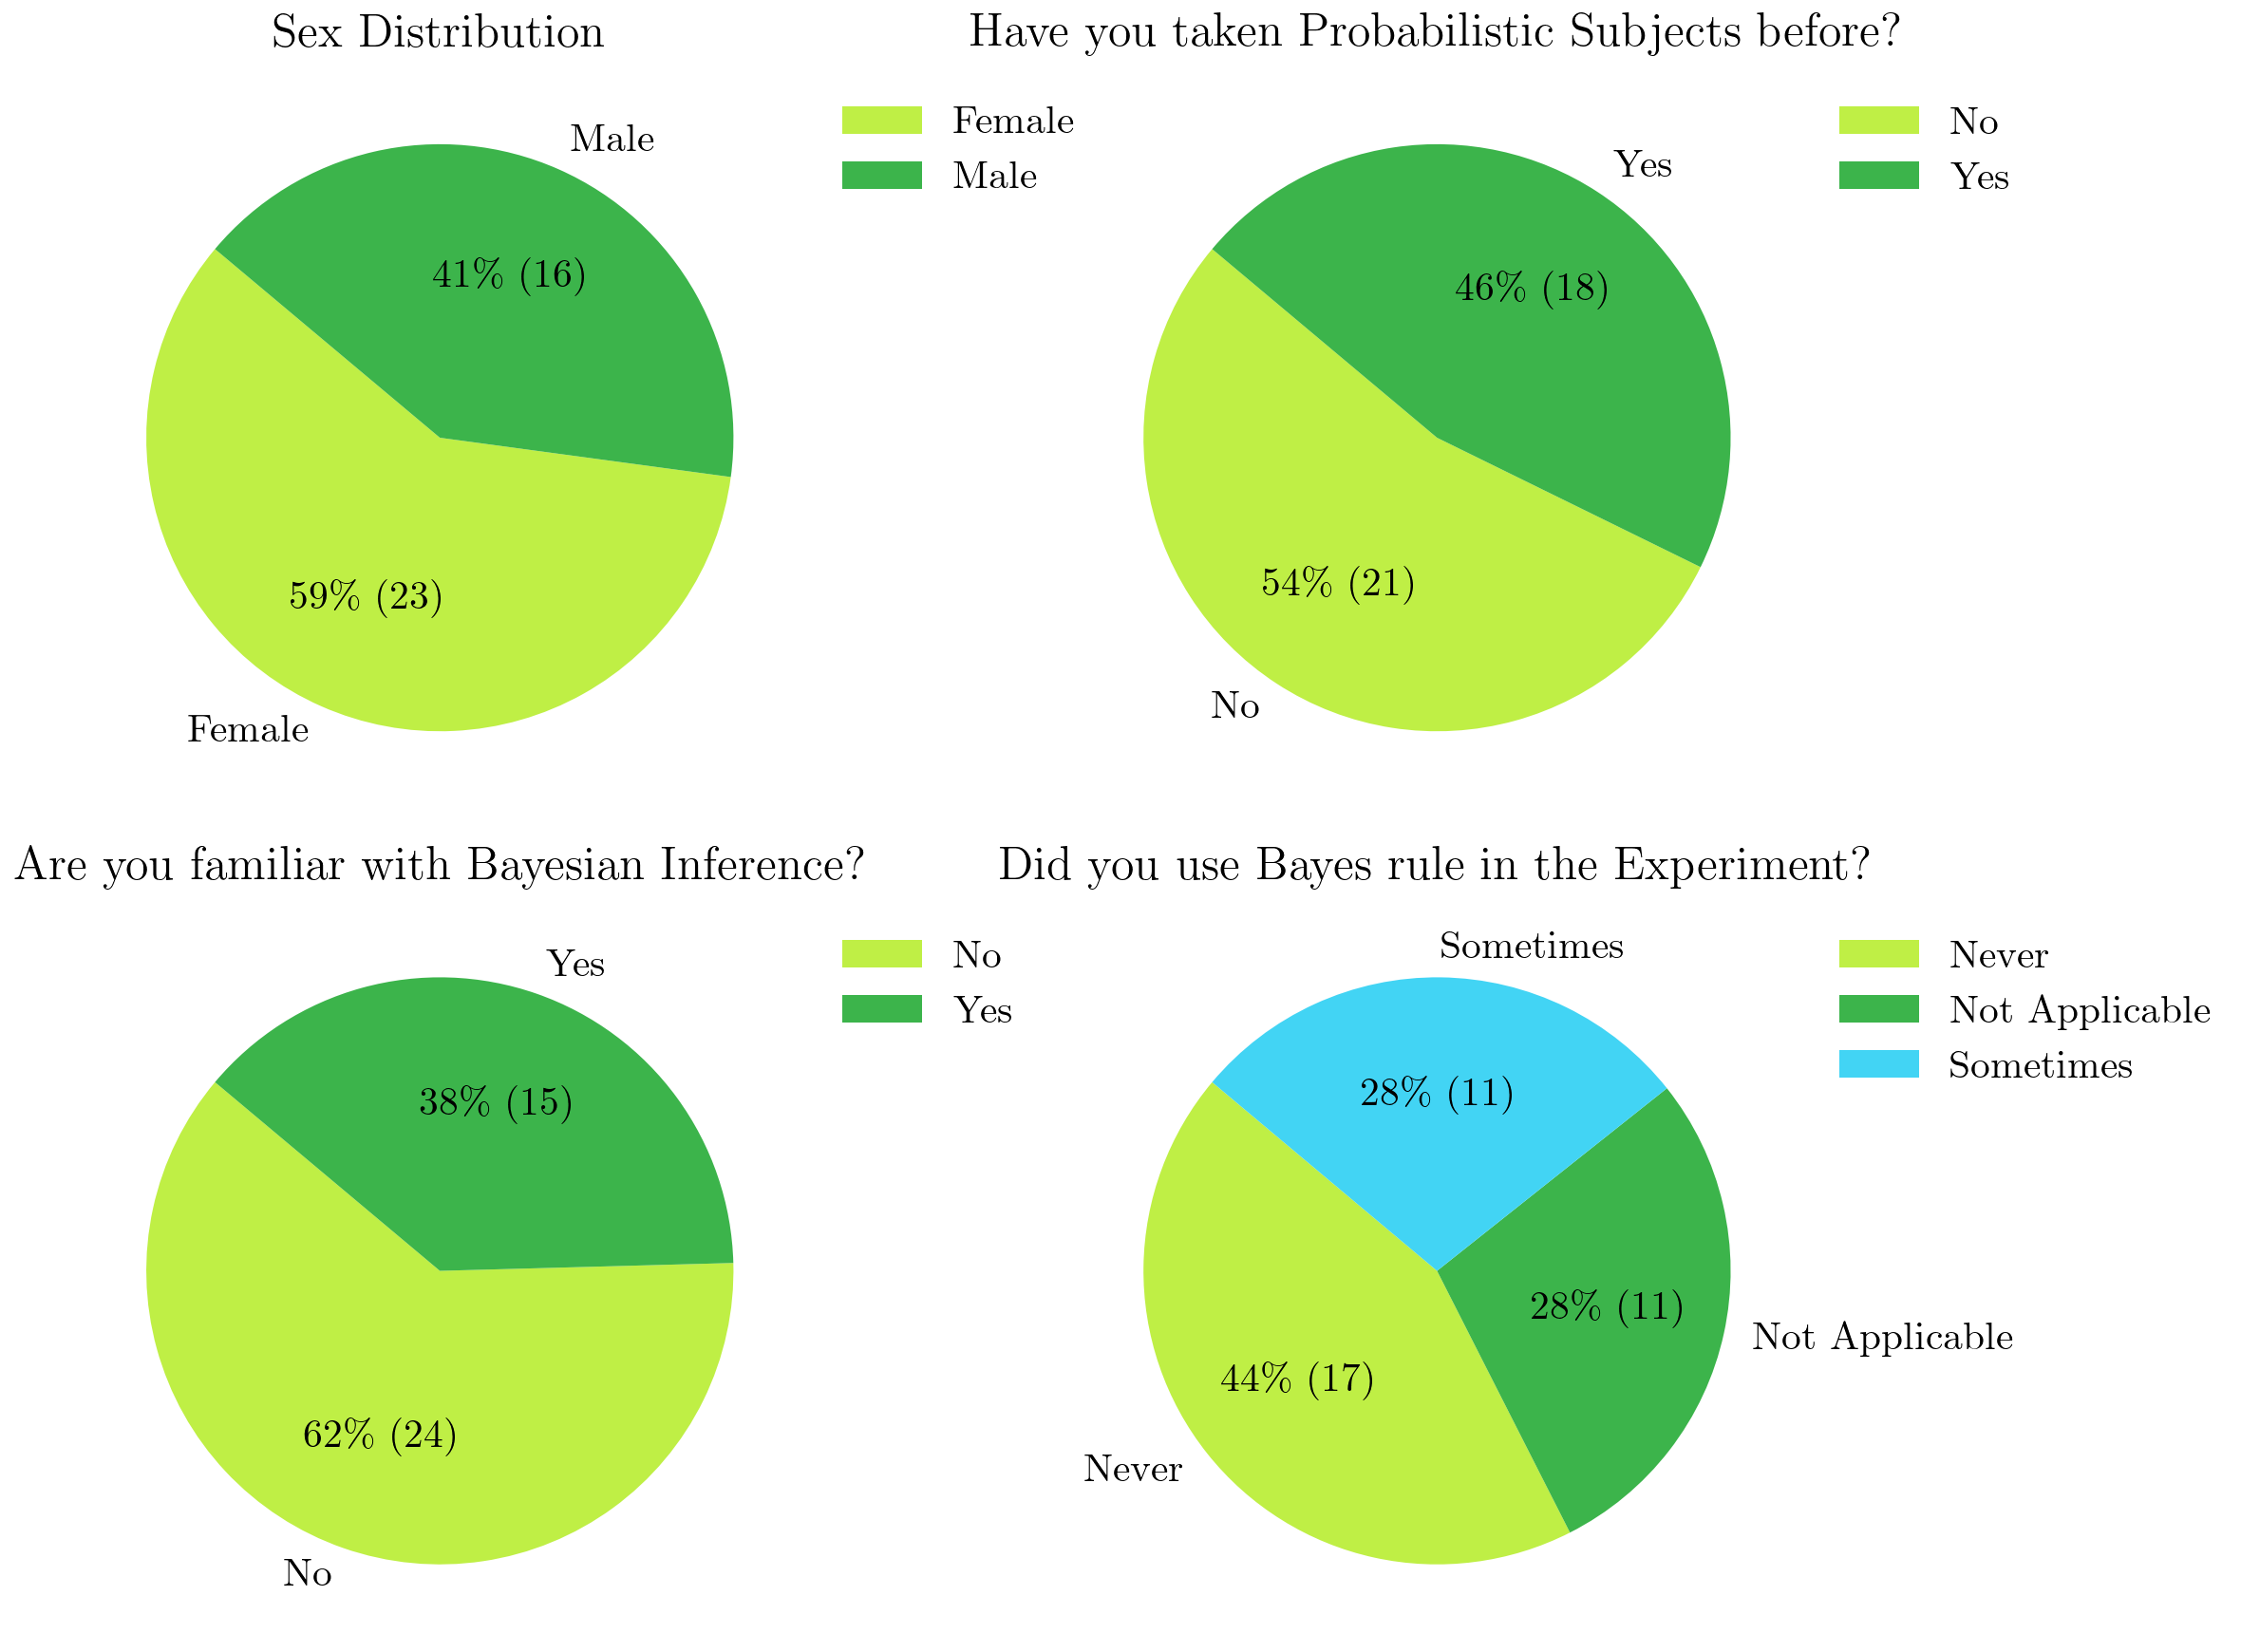 Sex Distribution
Male
Female
Male
41% (16)
59% (23)
Female
Have you taken Probabilistic Subjects before?
No
Yes
Yes
46% (18)
54% (21)
No
Are you familiar with Bayesian Inference?
Yes
No
Yes
38% (15)
62% (24)
No
Did you use Bayes rule in the Experiment?
Sometimes
Never
Not Applicable
Sometimes
28% (11)
28% (11)
Not Applicable
44% (17)
Never